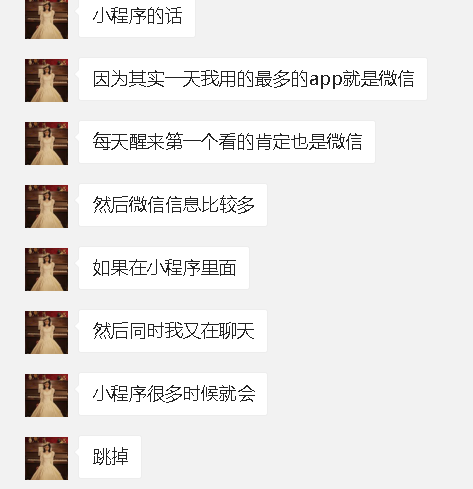 小程序的话
因为其实一天我用的最多的app就是微信
每天醒来第一个看的肯定也是微信
然后微信信息比较多
如果在小程序里面
然后同时我又在聊天
小程序很多时候就会
跳掉